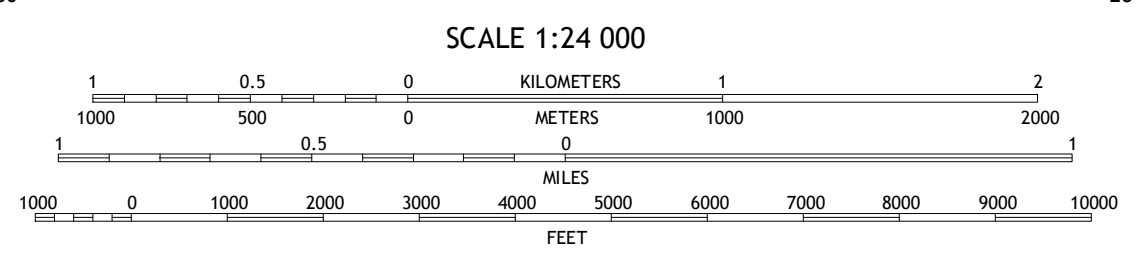 SCALE 1:24 000
1 0.5 0 KILOMETERS 1 2
1000 500 0 METERS 1000 2000
1 0.5 0 1
MILES
1000 0 1000 2000 3000 4000 5000 6000 7000 8000 9000 10000
FEET